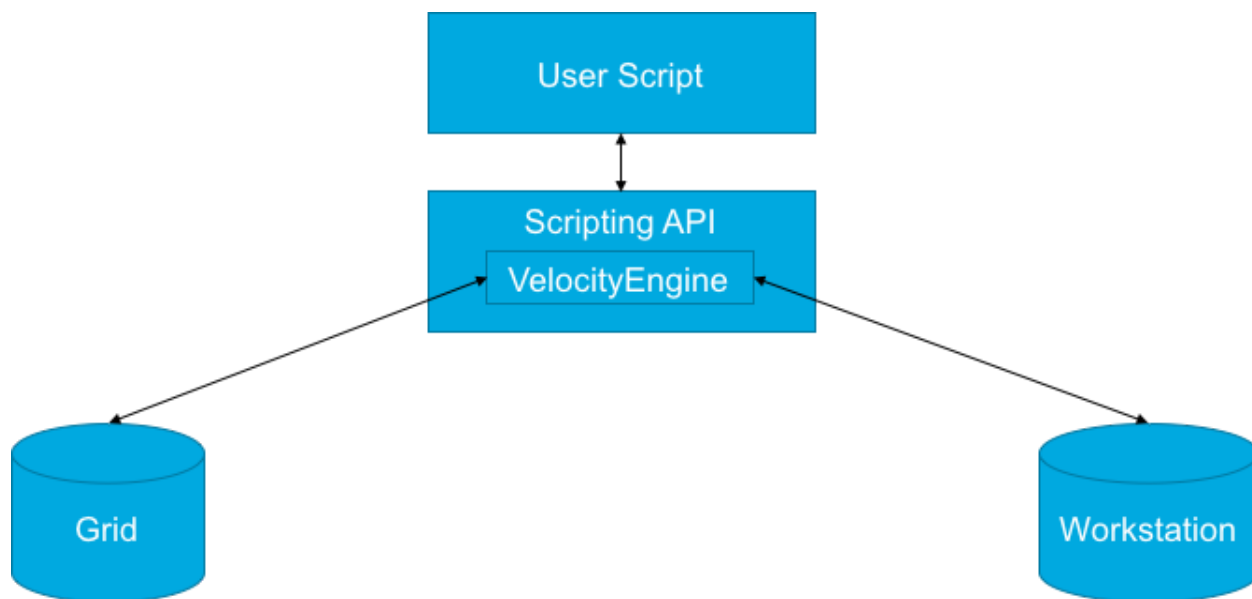 User Script
Scripting API
VelocityEngine
Grid
Workstation